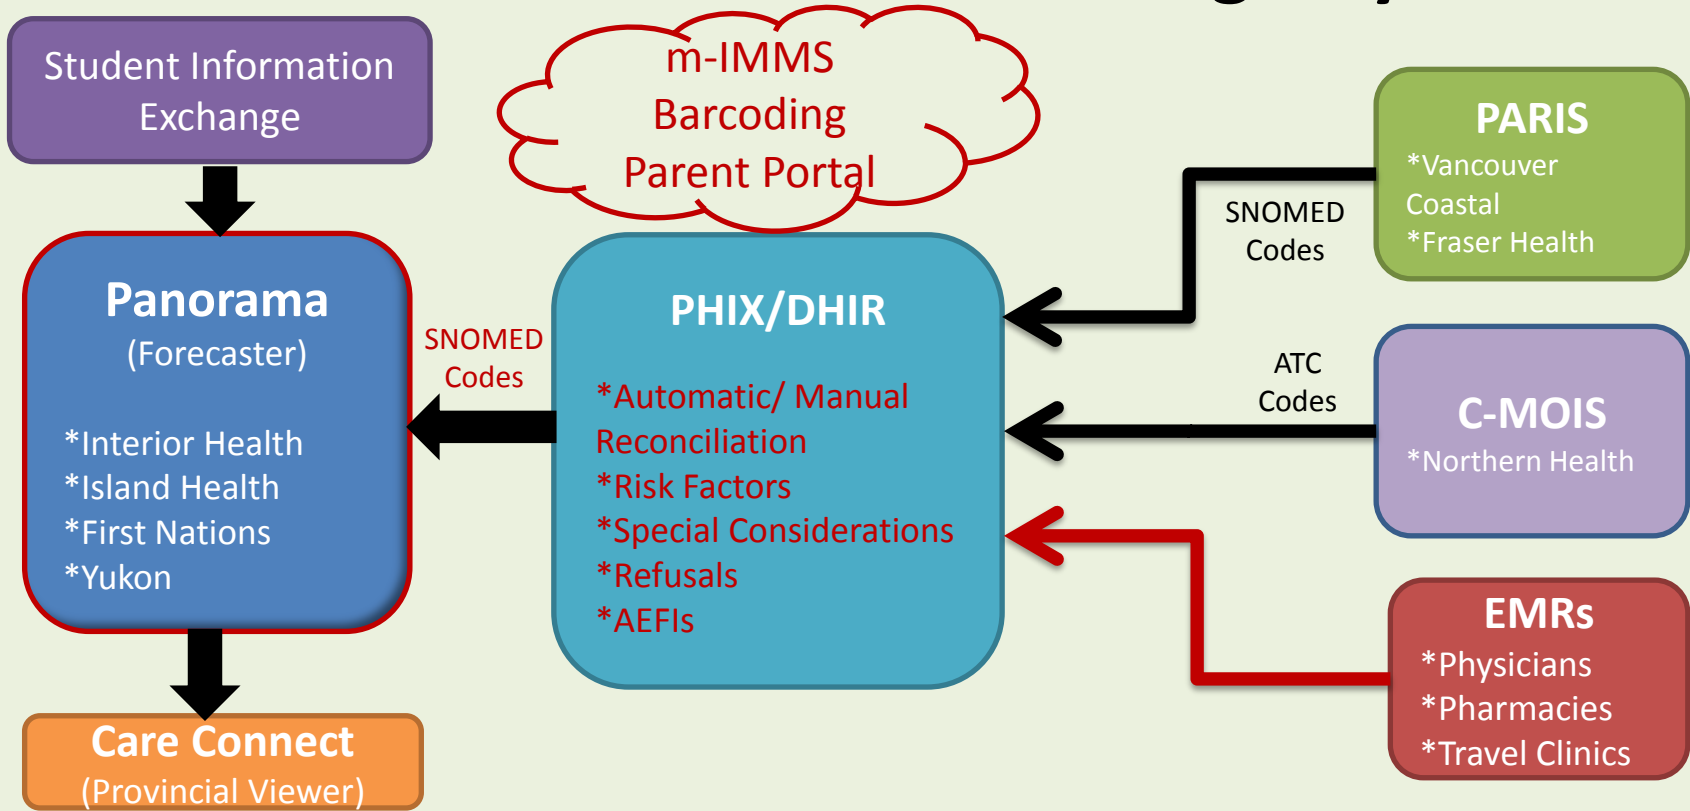 Student Information
Exchange
m-IMMS
Barcoding
Parent Portal
PARIS
*Vancouver
Coastal
*Fraser Health
SNOMED
Codes
Panorama
(Forecaster)
*Interior Health
*Island Health
*First Nations
*Yukon
SNOMED
Codes
PHIX/DHIR
*Automatic/ Manual
Reconciliation
*Risk Factors
*Special Considerations
*Refusals
*AEFIs
ATC
Codes
C-MOIS
*Northern Health
EMRs
*Physicians
*Pharmacies
*Travel Clinics
Care Connect
(Provincial Viewer)